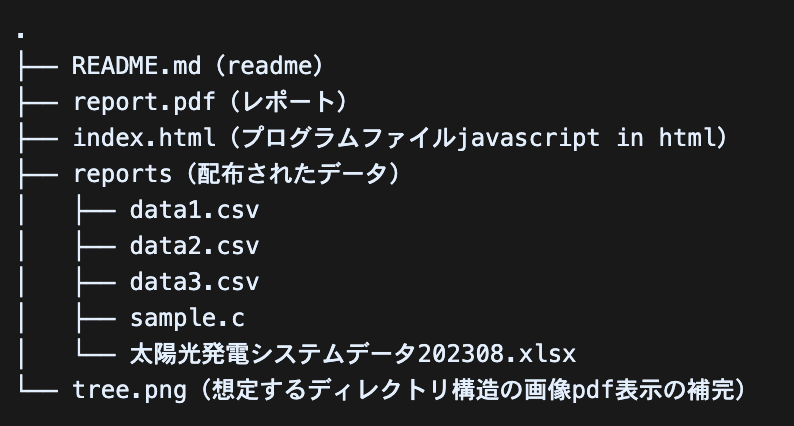 .
├── README.md（readme）
├── report.pdf（レポート）
├── index.html（プログラムファイルjavascript in html）
├── reports（配布されたデータ）
│   ├── data1.csv
│   ├── data2.csv
│   ├── data3.csv
│   ├── sample.c
│   └── 太陽光発電システムデータ202308.xlsx
└── tree.png（想定するディレクトリ構造の画像pdf表示の補完）